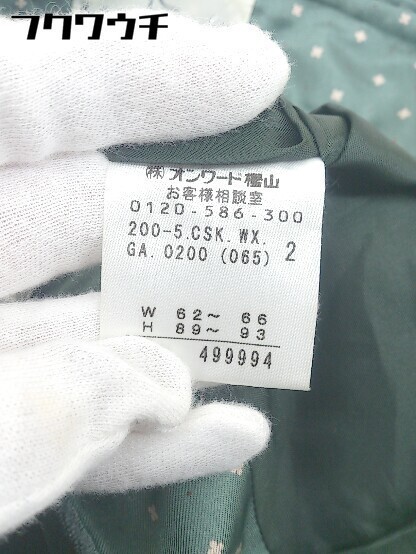 フクワウチ
(株)オンワード樫山
お客様相談室
0120-586-300
200-5.CSK.WX.
GA.0200 (065) 2
W 62～ 66
H 89～ 93
499994